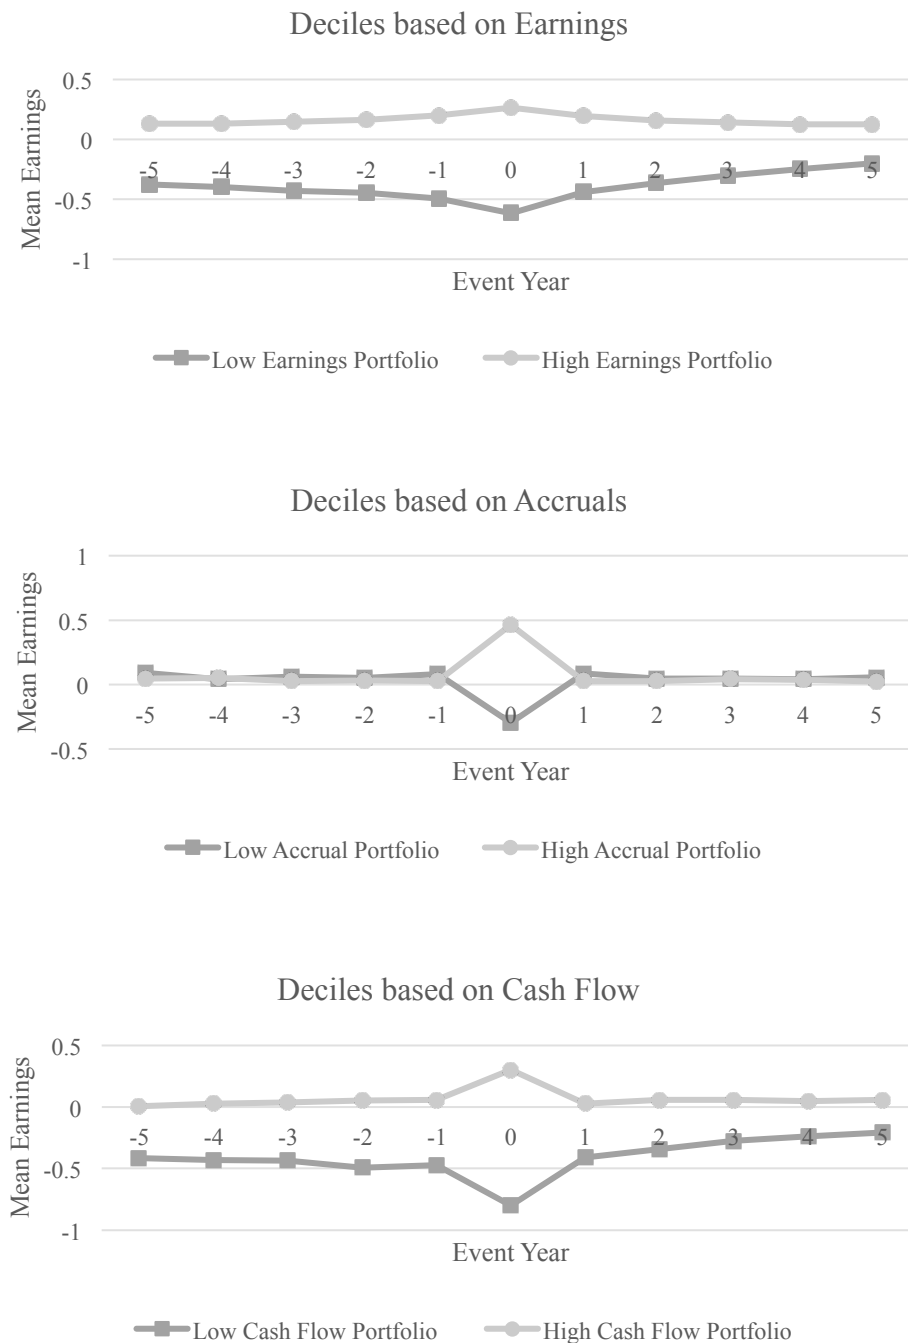 Deciles based on Earnings
0.5
0
-5 -4 -3 -2 -1 0 1 2 3 4 5
-0.5
-1
Mean Earnings
Event Year
Low Earnings Portfolio High Earnings Portfolio
Deciles based on Accruals
1
0.5
0
-5 -4 -3 -2 -1 0 1 2 3 4 5
-0.5
Mean Earnings
Event Year
Low Accrual Portfolio High Accrual Portfolio
Deciles based on Cash Flow
0.5
0
-5 -4 -3 -2 -1 0 1 2 3 4 5
-0.5
-1
Mean Earnings
Event Year
Low Cash Flow Portfolio High Cash Flow Portfolio